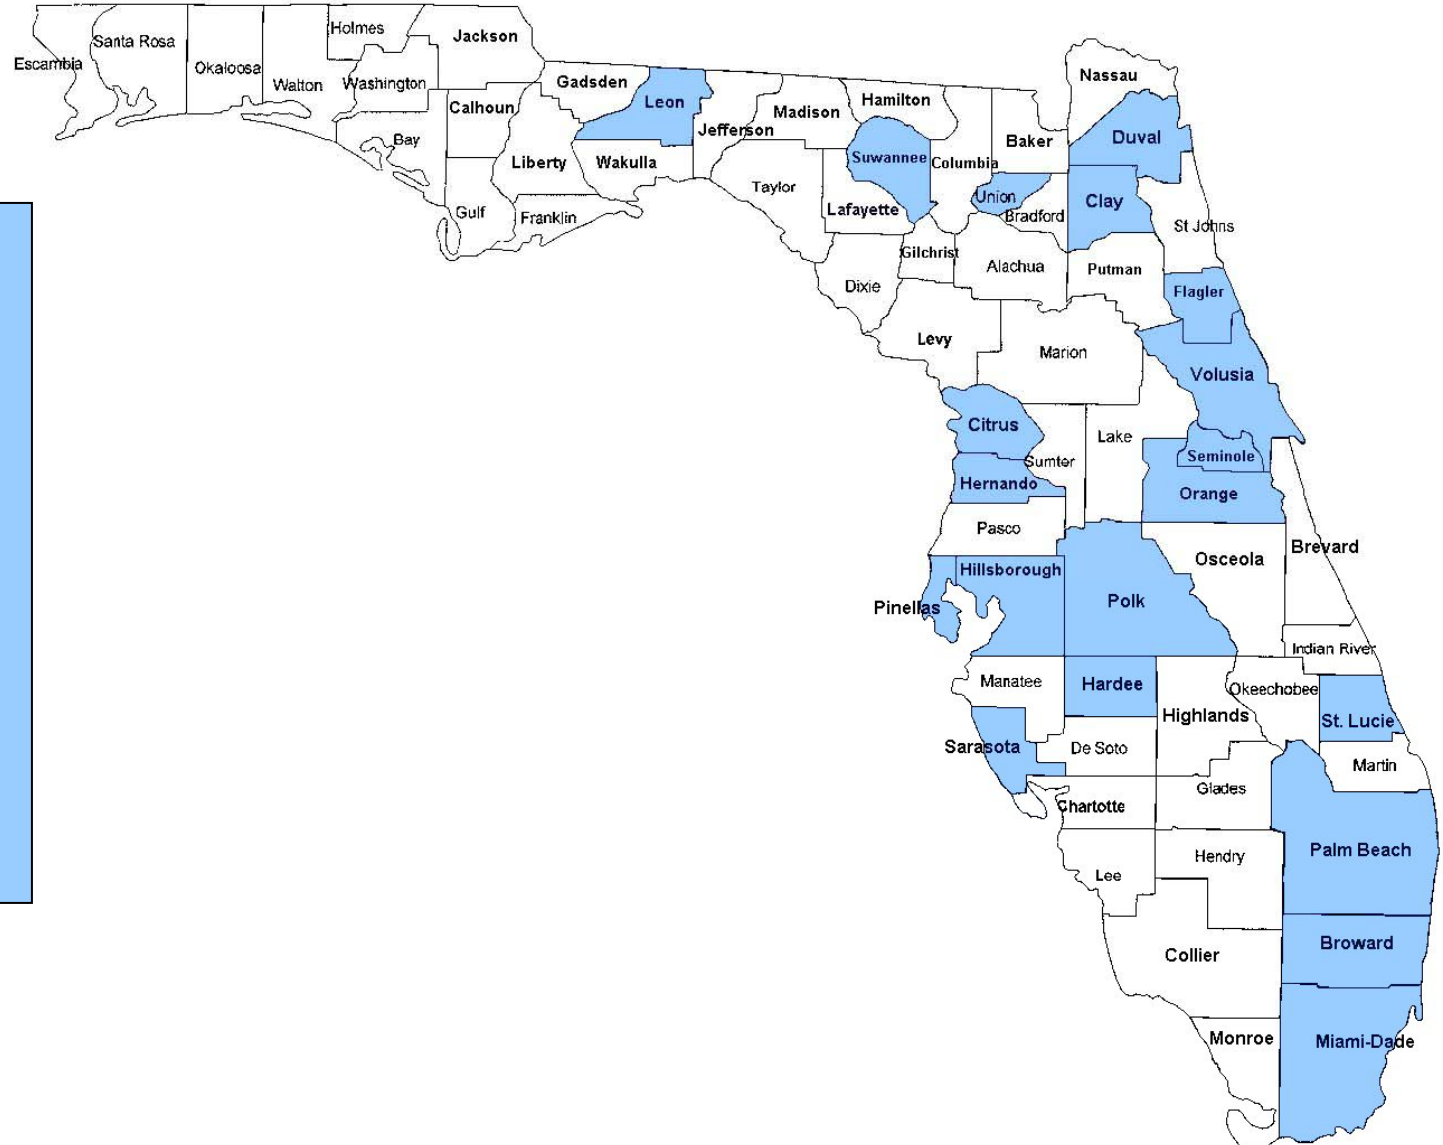 Holmes
Jackson
Santa Rosa
Escambia
Okaloosa
Walton
Washington
Gadsden
Leon
Calhoun
Bay
Liberty
Wakulla
Jefferson
Madison
Hamilton
Nassau
Duval
Baker
Suwannee
Columbia
Taylor
Lafayette
Union
Bradford
Clay
Gulf
Franklin
St Johns
Gilchrist
Alachua
Putman
Dixie
Flagler
Levy
Marion
Volusia
Citrus
Lake
Sumter
Seminole
Hernando
Orange
Pasco
Brevard
Osceola
Hillsborough
Pinellas
Polk
Indian River
Manatee
Hardee
Okeechobee
Highlands
St. Lucie
Sarasota
De Soto
Martin
Glades
Chartotte
Palm Beach
Hendry
Lee
Broward
Collier
Monroe
Miami-Dade